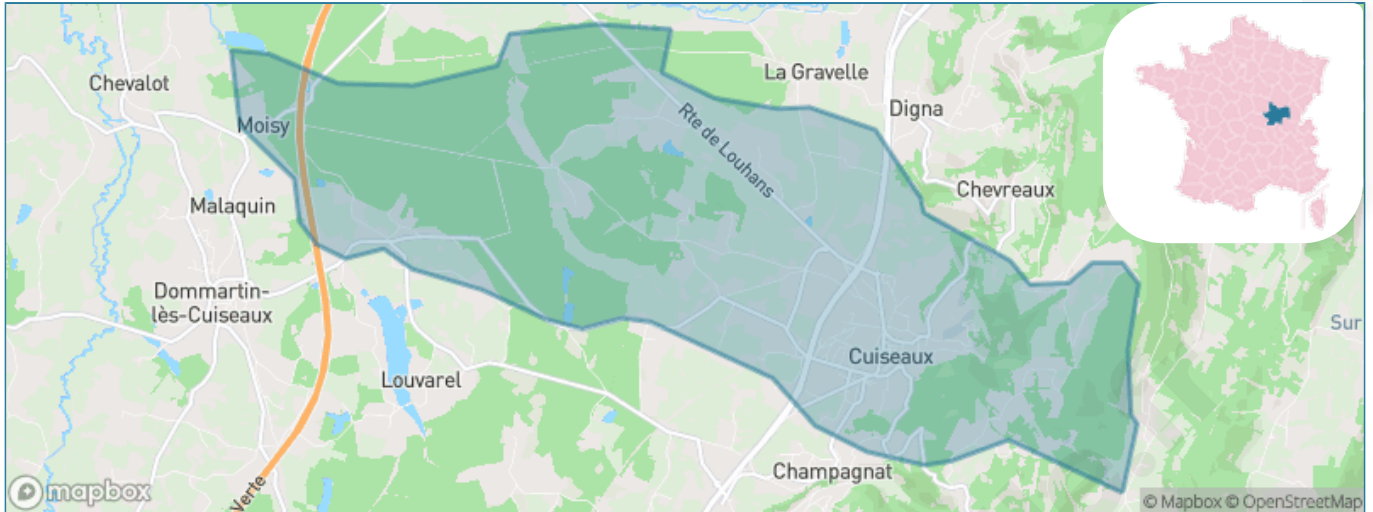 Chevalot
La Gravelle
Digna
Rte de Louhans
Moisy
Chevreaux
Malaquin
Dommartin-
lès-Cuiseaux
Sur
Cuiseaux
Louvarel
Champagnat
Verte
mapbox
© Mapbox © OpenStreetMap